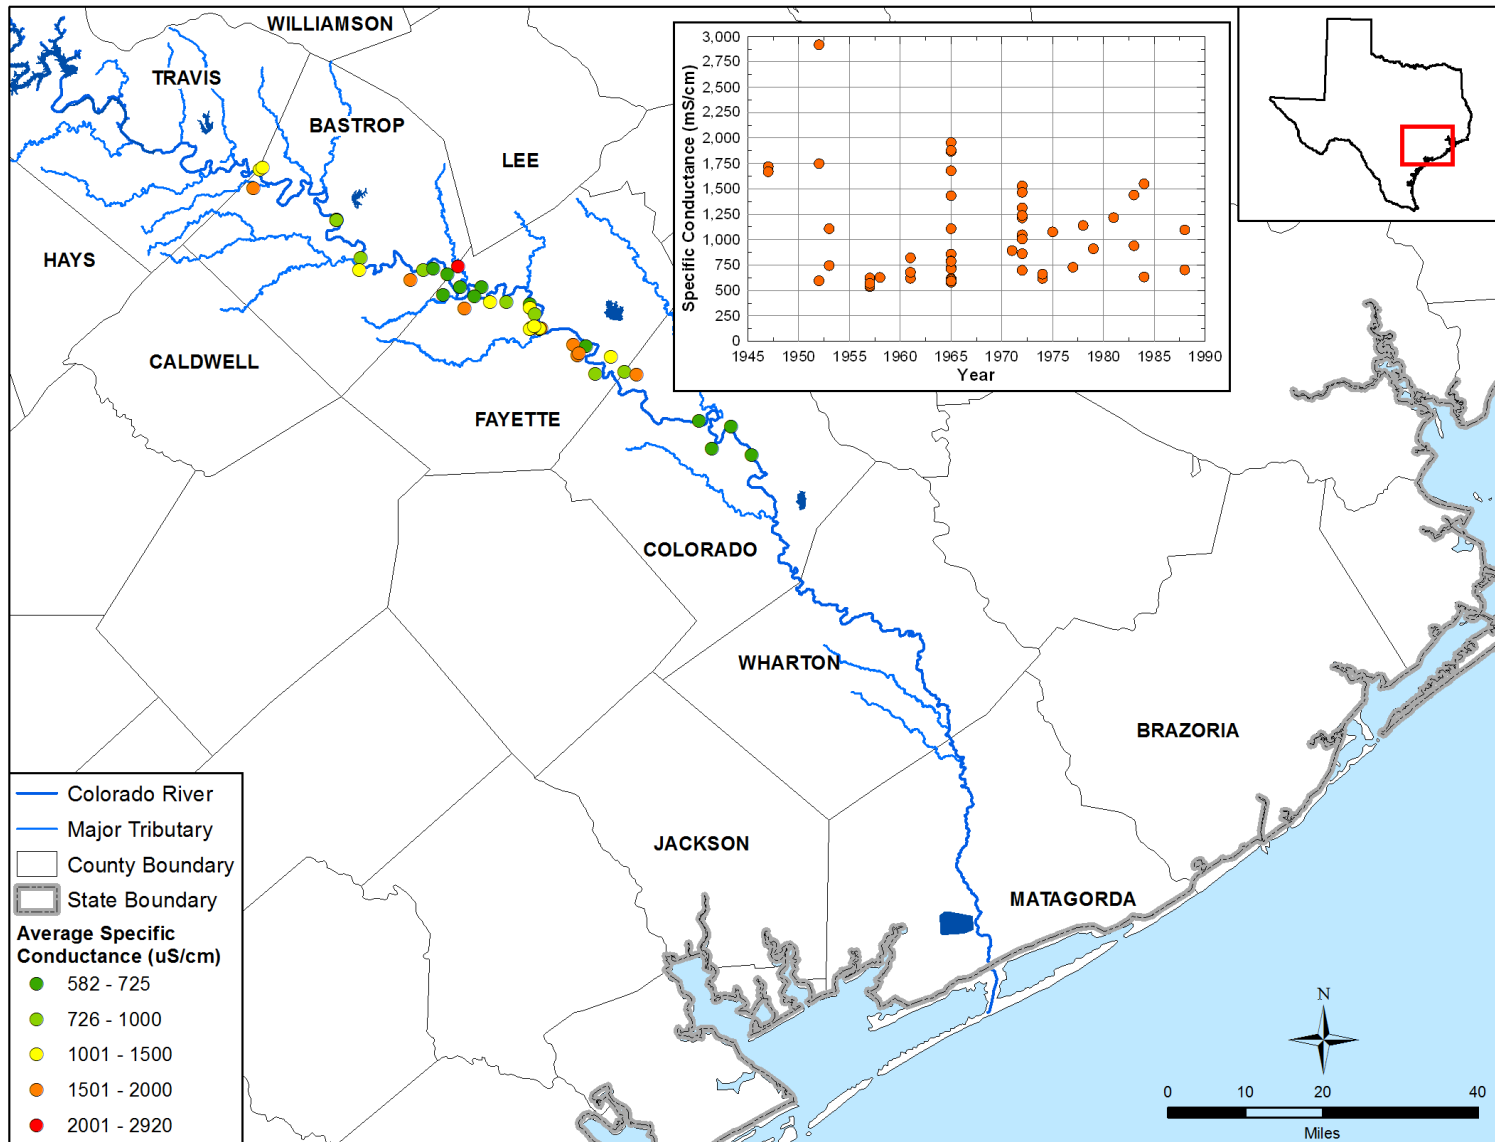 WILLIAMSON
TRAVIS
BASTROP
LEE
HAYS
CALDWELL
FAYETTE
COLORADO
WHARTON
BRAZORIA
JACKSON
MATAGORDA
Specific Conductance (mS/cm)
3,000
2,750
2,500
2,250
2,000
1,750
1,500
1,250
1,000
750
500
250
0
1945 1950 1955 1960 1965 1970 1975 1980 1985 1990
Year
Colorado River
Major Tributary
County Boundary
State Boundary
Average Specific
Conductance (uS/cm)
582 - 725
726 - 1000
1001 - 1500
1501 - 2000
2001 - 2920
N
0 10 20 40
Miles